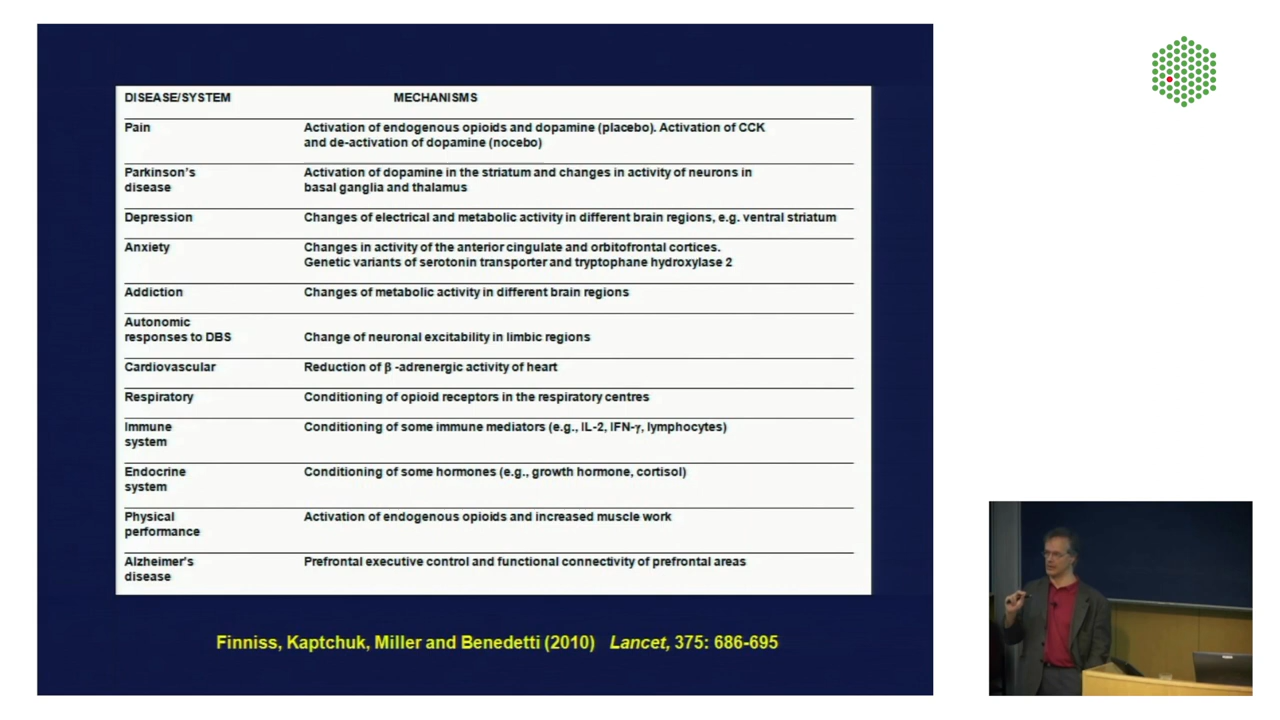 DISEASE/SYSTEM MECHANISMS
Pain Activation of endogenous opioids and dopamine (placebo). Activation of CCK
and de-activation of dopamine (nocebo)
Parkinson's Activation of dopamine in the striatum and changes in activity of neurons in
disease basal ganglia and thalamus
Depression Changes of electrical and metabolic activity in different brain regions, e.g. ventral striatum
Anxiety Changes in activity of the anterior cingulate and orbitofrontal cortices.
Genetic variants of serotonin transporter and tryptophane hydroxylase 2
Addiction Changes of metabolic activity in different brain regions
Autonomic
responses to DBS Change of neuronal excitability in limbic regions
Cardiovascular Reduction of β -adrenergic activity of heart
Respiratory Conditioning of opioid receptors in the respiratory centres
Immune Conditioning of some immune mediators (e.g., IL-2, IFN-γ, lymphocytes)
system
Endocrine Conditioning of some hormones (e.g., growth hormone, cortisol)
system
Physical Activation of endogenous opioids and increased muscle work
performance
Alzheimer's Prefrontal executive control and functional connectivity of prefrontal areas
disease
Finniss, Kaptchuk, Miller and Benedetti (2010) Lancet, 375: 686-695